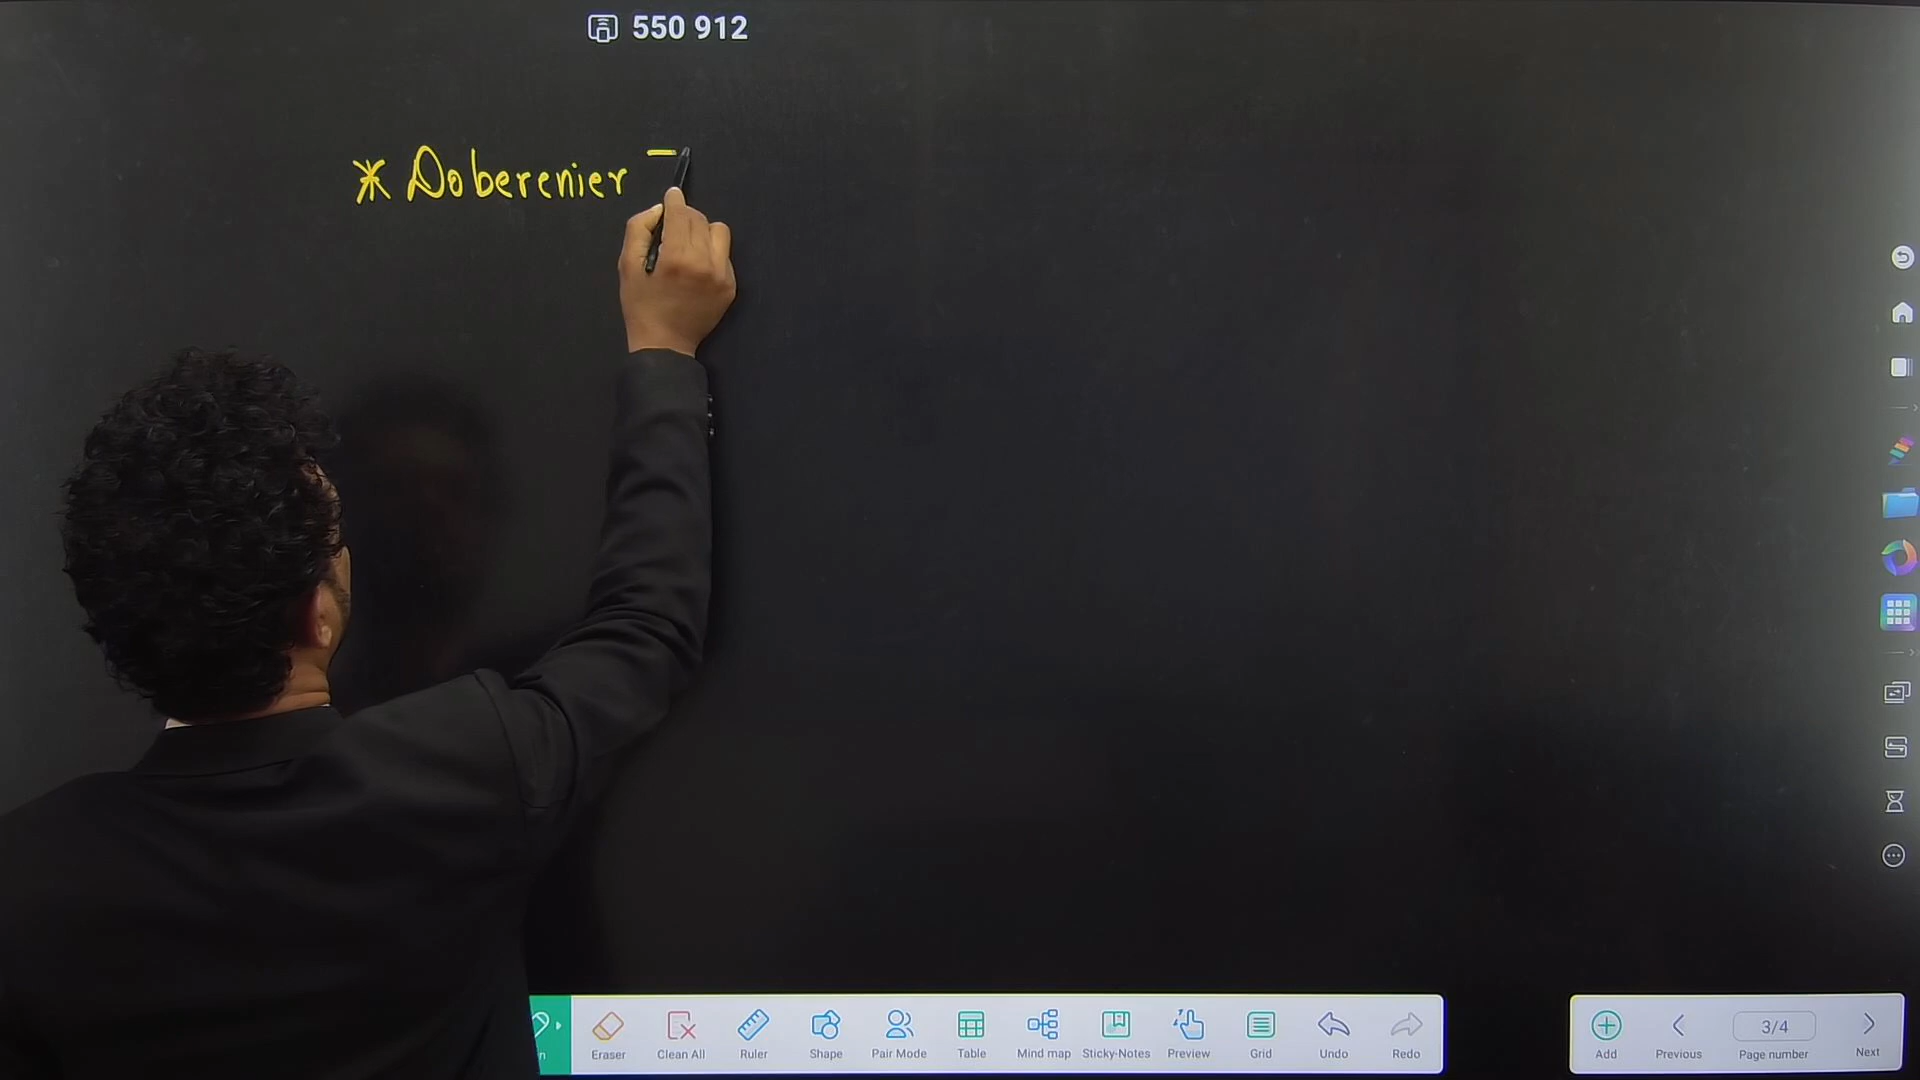 550 912
* Doberenier
Eraser
Clean All
Ruler
Shape
Pair Mode
Table
Mind map
Sticky-Notes
Preview
Grid
Undo
Redo
Add
Previous
3/4
Page number
Next